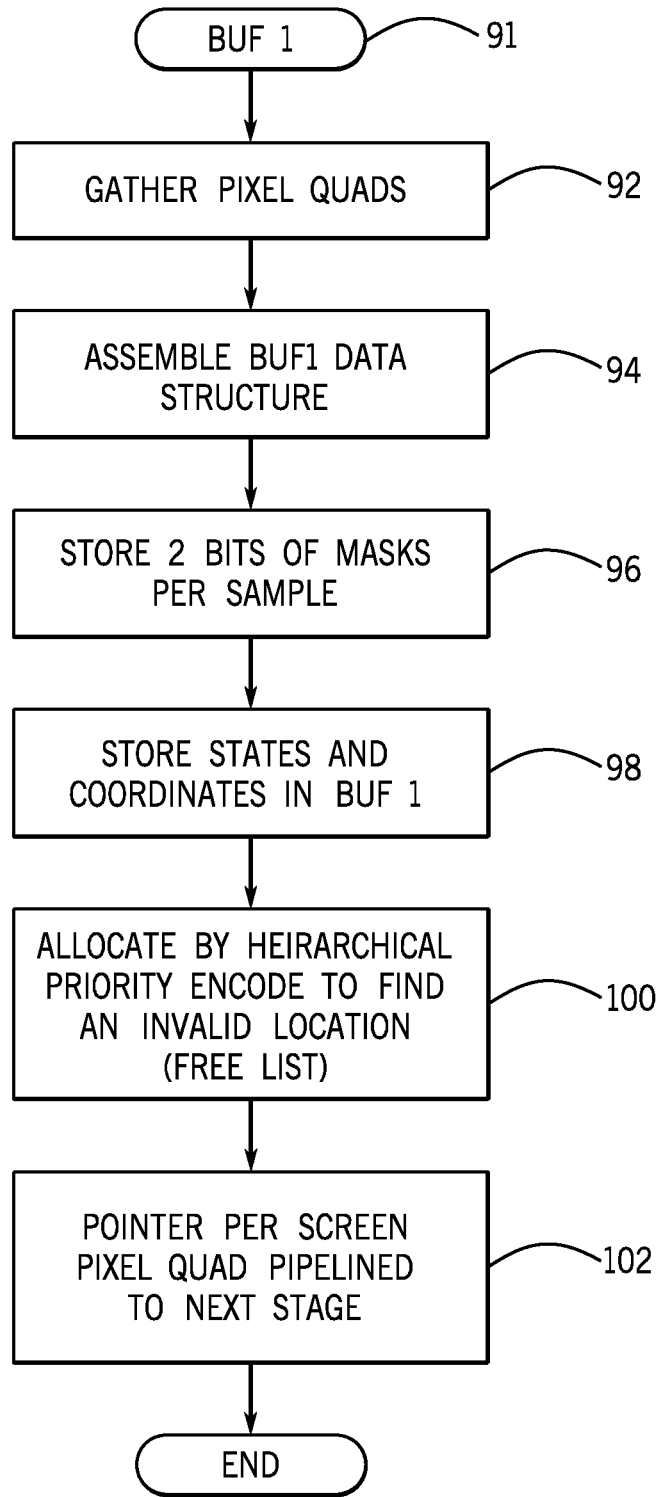 BUF 1
91
GATHER PIXEL QUADS
92
ASSEMBLE BUF1 DATA
STRUCTURE
94
STORE 2 BITS OF MASKS
PER SAMPLE
96
STORE STATES AND
COORDINATES IN BUF 1
98
ALLOCATE BY HEIRARCHICAL
PRIORITY ENCODE TO FIND
AN INVALID LOCATION
(FREE LIST)
100
POINTER PER SCREEN
PIXEL QUAD PIPELINED
TO NEXT STAGE
102
END